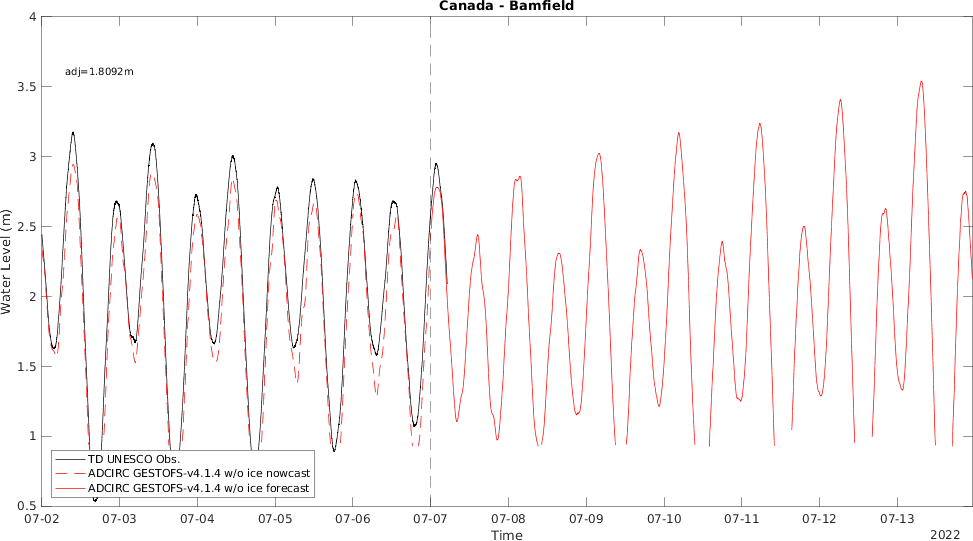 Canada - Bamfield
adj=1.8092m
Water Level (m)
4
3.5
3
2.5
2
1.5
1
0.5
TD UNESCO Obs.
ADCIRC GESTOFS-v4.1.4 w/o ice nowcast
ADCIRC GESTOFS-v4.1.4 w/o ice forecast
07-02 07-03 07-04 07-05 07-06 07-07 07-08 07-09 07-10 07-11 07-12 07-13
Time
2022